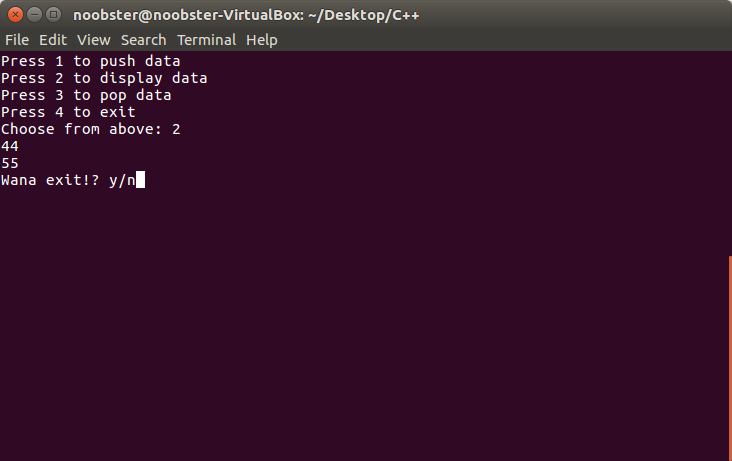 noobster@noobster-VirtualBox: ~/Desktop/C++
File Edit View Search Terminal Help
Press 1 to push data
Press 2 to display data
Press 3 to pop data
Press 4 to exit
Choose from above: 2
44
55
Wana exit!? y/n